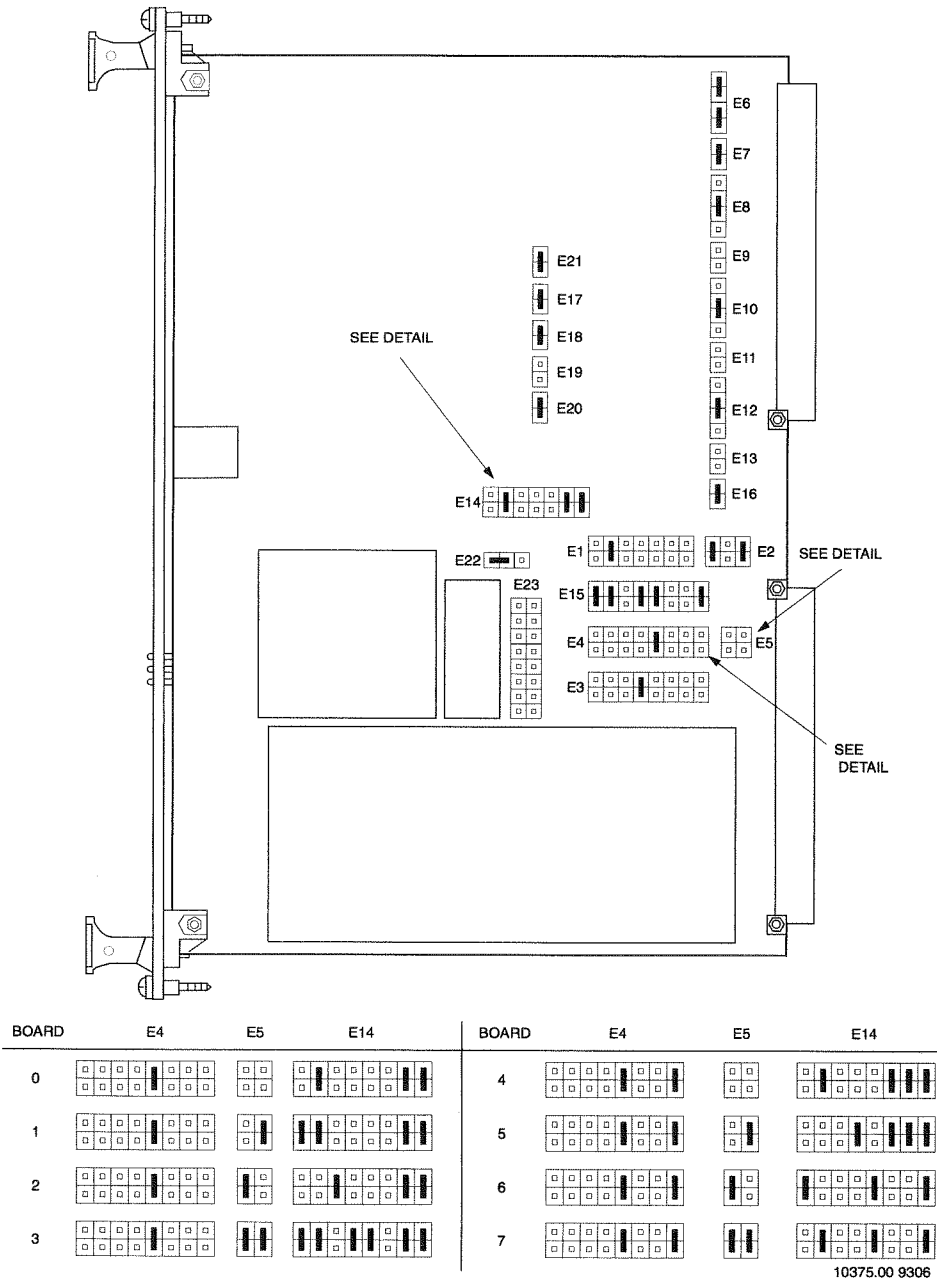 E6
E7
E8
E21
E9
E17
E10
SEE DETAIL
E18
E11
E19
E12
E20
E13
E14
E16
E1
E2
SEE DETAIL
E22
E23
E15
E4
E5
E3
SEE
DETAIL
BOARD E4 E5 E14
0
1
2
3
BOARD E4 E5 E14
4
5
6
7
10375.00 9306